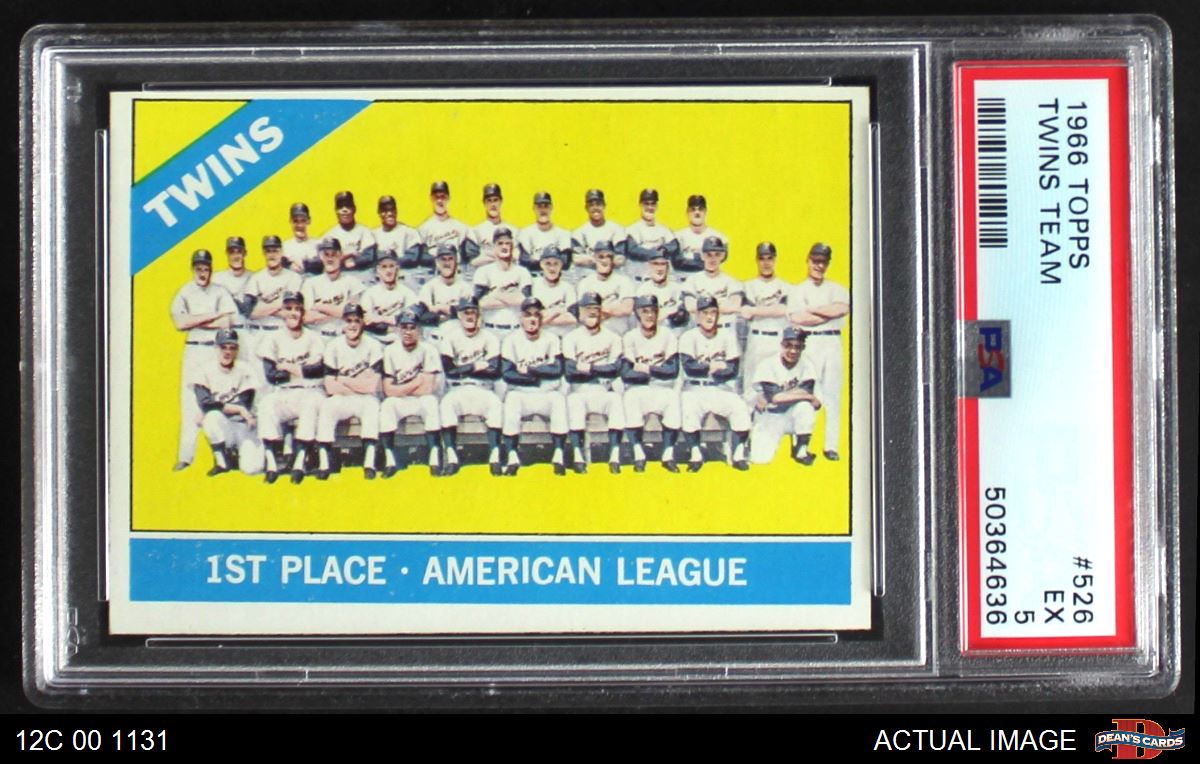 TWINS
1ST PLACE · AMERICAN LEAGUE
1966 TOPPS
TWINS TEAM
#526
EX
5
PSA
50364636
12C 00 1131
ACTUAL IMAGE
DEAN'S CARDS